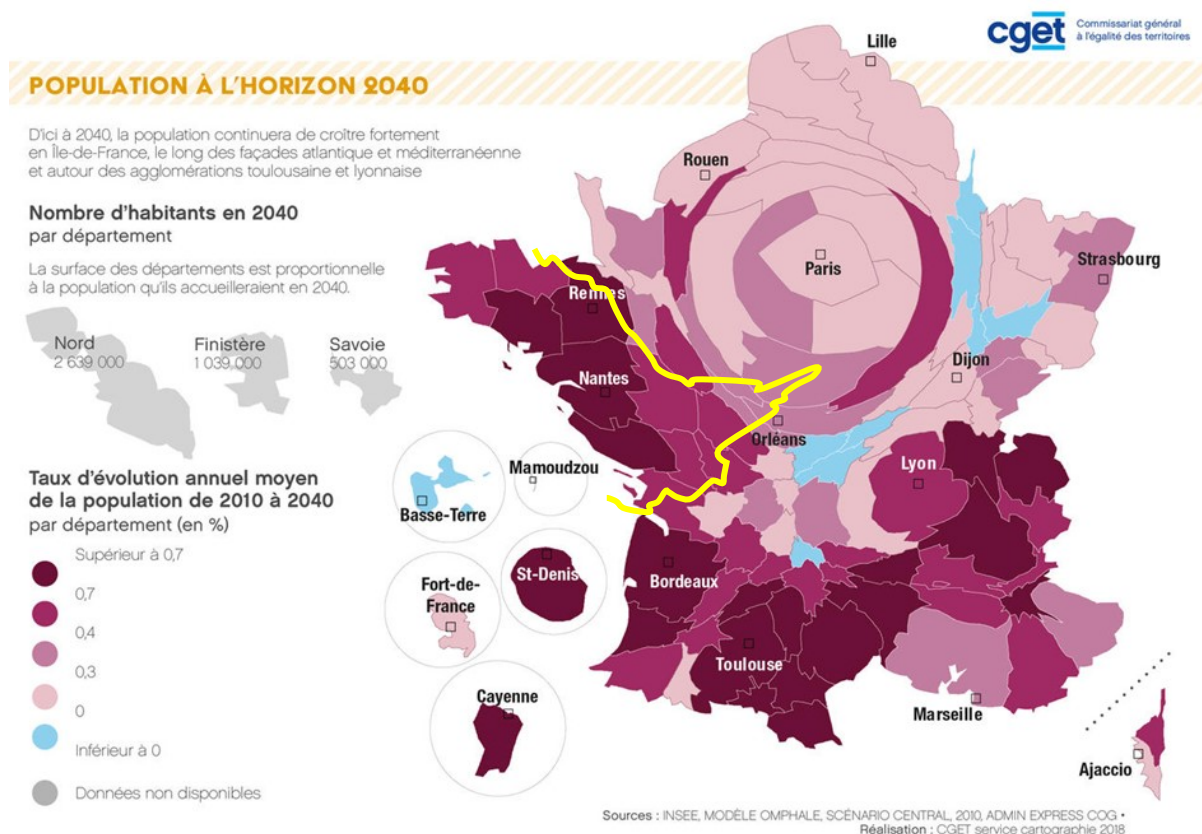 cget
Commissariat général
à l'égalité des territoires
POPULATION À L'HORIZON 2040
D'ici à 2040, la population continuera de croître fortement
en Île-de-France, le long des façades atlantique et méditerranéenne
et autour des agglomérations toulousaine et lyonnaise
Nombre d'habitants en 2040
par département
La surface des départements est proportionnelle
à la population qu'ils accueilleraient en 2040.
Nord
2 639 000
Finistère
1 039 000
Savoie
503 000
Taux d'évolution annuel moyen
de la population de 2010 à 2040
par département (en %)
Supérieur à 0,7
0,7
0,4
0,3
0
Inférieur à 0
Données non disponibles
Lille
Rouen
Paris
Strasbourg
Rennes
Nantes
Dijon
Orléans
Lyon
Mamoudzou
Basse-Terre
St-Denis
Fort-de-
France
Bordeaux
Toulouse
Cayenne
Marseille
Ajaccio
Sources : INSEE, MODÈLE OMPHALE, SCÉNARIO CENTRAL, 2010, ADMIN EXPRESS COG •
Réalisation : CGET service cartographie 2018